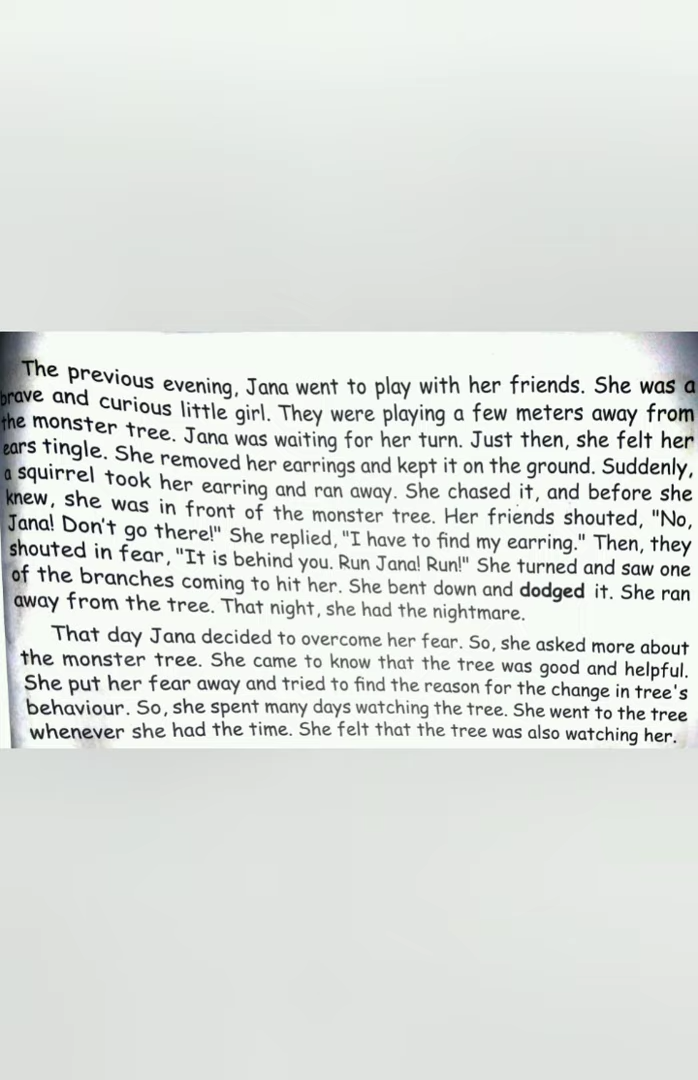 The previous evening, Jana went to play with her friends. She was a
brave and curious little girl. They were playing a few meters away from
the monster tree. Jana was waiting for her turn. Just then, she felt her
ears tingle. She removed her earrings and kept it on the ground. Suddenly,
a squirrel took her earring and ran away. She chased it, and before she
knew, she was in front of the monster tree. Her friends shouted, "No,
Jana! Don't go there!" She replied, "I have to find my earring." Then, they
shouted in fear, "It is behind you. Run Jana! Run!" She turned and saw one
of the branches coming to hit her. She bent down and dodged it. She ran
away from the tree. That night, she had the nightmare.
That day Jana decided to overcome her fear. So, she asked more about
the monster tree. She came to know that the tree was good and helpful.
She put her fear away and tried to find the reason for the change in tree's
behaviour. So, she spent many days watching the tree. She went to the tree
whenever she had the time. She felt that the tree was also watching her.